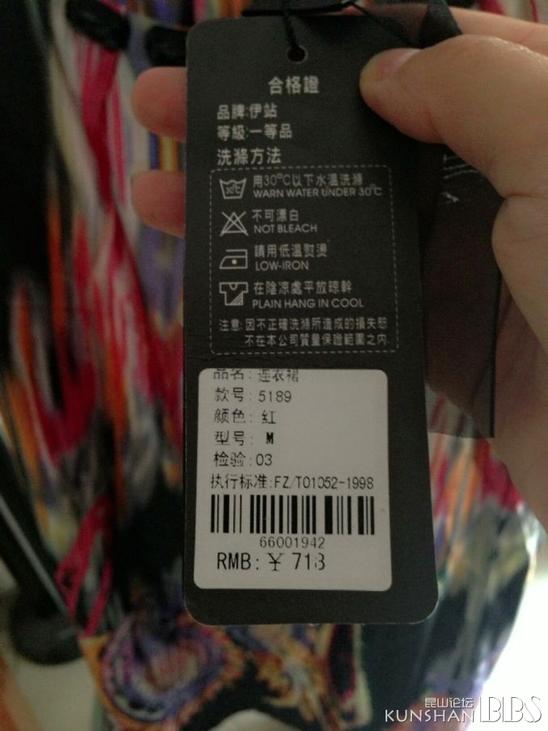 合格證
品牌:伊站
等級:一等品
洗滌方法
用30°C以下水溫洗滌
WARN WATER UNDER 30°C
不可漂白
NOT BLEACH
請用低溫熨燙
LOW-IRON
在陰涼處平放晾幹
PLAIN HANG IN COOL
注意:因不正確洗滌所造成的損失恕
不在本公司質量保證範圍之內
品名: 连衣裙
款号: 5189
颜色: 红
型号: M
检验: 03
执行标准:FZ/T01052-1998
66001942
RMB: ￥ 718
昆山论坛
KUNSHAN BBS